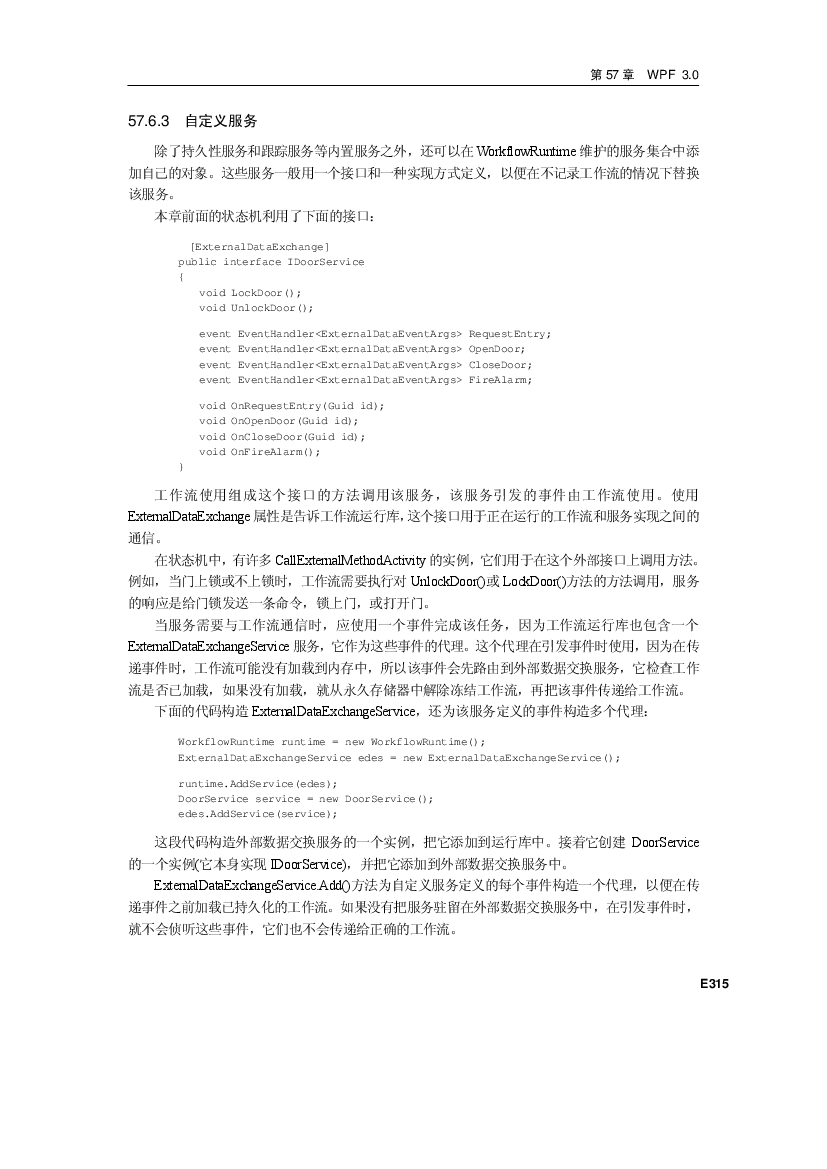 第 57 章 WPF 3.0
57.6.3 自定义服务
除了持久性服务和跟踪服务等内置服务之外，还可以在 WorkflowRuntime 维护的服务集合中添
加自己的对象。这些服务一般用一个接口和一种实现方式定义，以便在不记录工作流的情况下替换
该服务。
本章前面的状态机利用了下面的接口：
[ExternalDataExchange]
public interface IDoorService
{
void LockDoor();
void UnlockDoor();
event EventHandler<ExternalDataEventArgs> RequestEntry;
event EventHandler<ExternalDataEventArgs> OpenDoor;
event EventHandler<ExternalDataEventArgs> CloseDoor;
event EventHandler<ExternalDataEventArgs> FireAlarm;
void OnRequestEntry(Guid id);
void OnOpenDoor(Guid id);
void OnCloseDoor(Guid id);
void OnFireAlarm();
}
工作流使用组成这个接口的方法调用该服务，该服务引发的事件由工作流使用。使用
ExternalDataExchange 属性是告诉工作流运行库，这个接口用于正在运行的工作流和服务实现之间的
通信。
在状态机中，有许多 CallExternalMethodActivity 的实例，它们用于在这个外部接口上调用方法。
例如，当门上锁或不上锁时，工作流需要执行对 UnlockDoor()或 LockDoor()方法的方法调用，服务
的响应是给门锁发送一条命令，锁上门，或打开门。
当服务需要与工作流通信时，应使用一个事件完成该任务，因为工作流运行库也包含一个
ExternalDataExchangeService 服务，它作为这些事件的代理。这个代理在引发事件时使用，因为在传
递事件时，工作流可能没有加载到内存中，所以该事件会先路由到外部数据交换服务，它检查工作
流是否已加载，如果没有加载，就从永久存储器中解除冻结工作流，再把该事件传递给工作流。
下面的代码构造 ExternalDataExchangeService，还为该服务定义的事件构造多个代理：
WorkflowRuntime runtime = new WorkflowRuntime();
ExternalDataExchangeService edes = new ExternalDataExchangeService();
runtime.AddService(edes);
DoorService service = new DoorService();
edes.AddService(service);
这段代码构造外部数据交换服务的一个实例，把它添加到运行库中。接着它创建 DoorService
的一个实例(它本身实现 IDoorService)，并把它添加到外部数据交换服务中。
ExternalDataExchangeService.Add()方法为自定义服务定义的每个事件构造一个代理，以便在传
递事件之前加载已持久化的工作流。如果没有把服务驻留在外部数据交换服务中，在引发事件时，
就不会侦听这些事件，它们也不会传递给正确的工作流。
E315